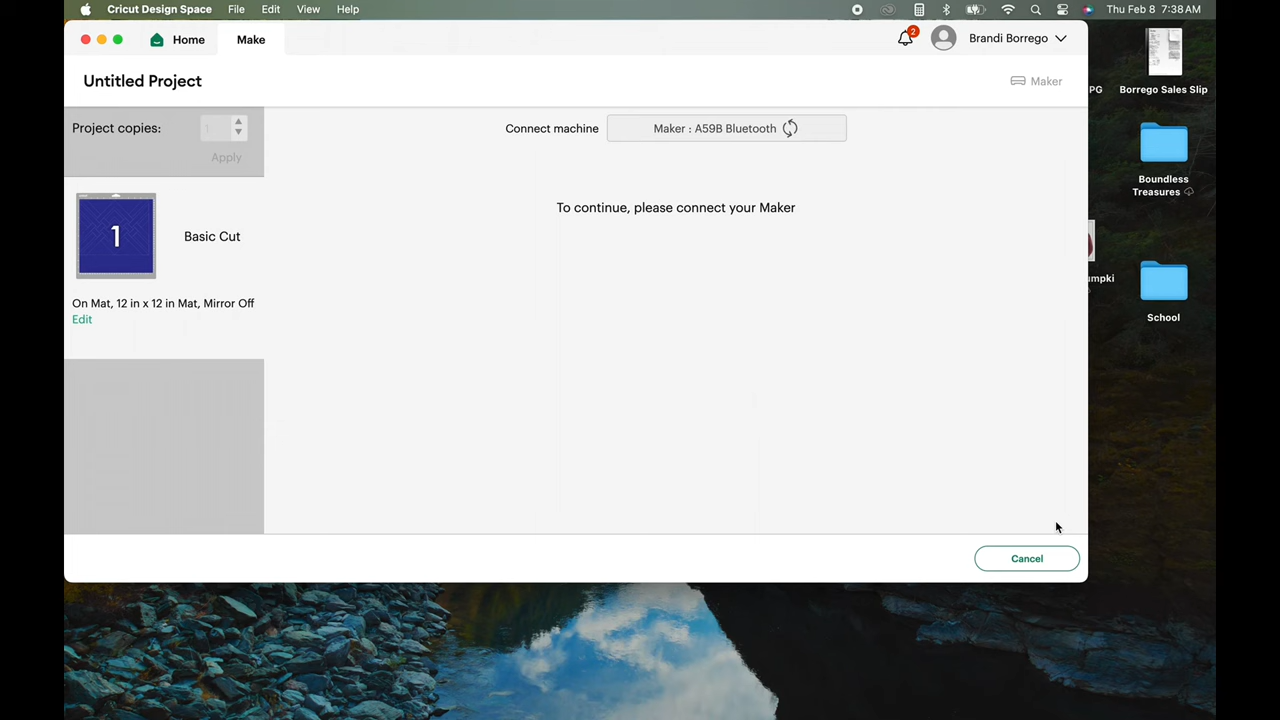 Cricut Design Space File Edit View Help Thu Feb 8 7:38 AM
Home Make 2 Brandi Borrego
Untitled Project Maker
Project copies: 1
Apply
Connect machine Maker : A59B Bluetooth
To continue, please connect your Maker
1 Basic Cut
On Mat, 12 in x 12 in Mat, Mirror Off
Edit
Cancel
PG Borrego Sales Slip
Boundless
Treasures
umpki
School